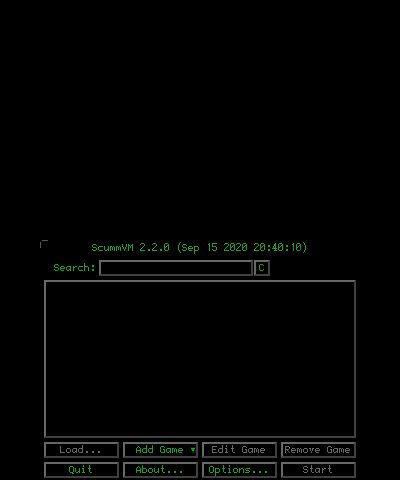 ScummVM 2.2.0 (Sep 15 2020 20:40:10)
Search: C
Load... Add Game ▼ Edit Game Remove Game
Quit About... Options... Start